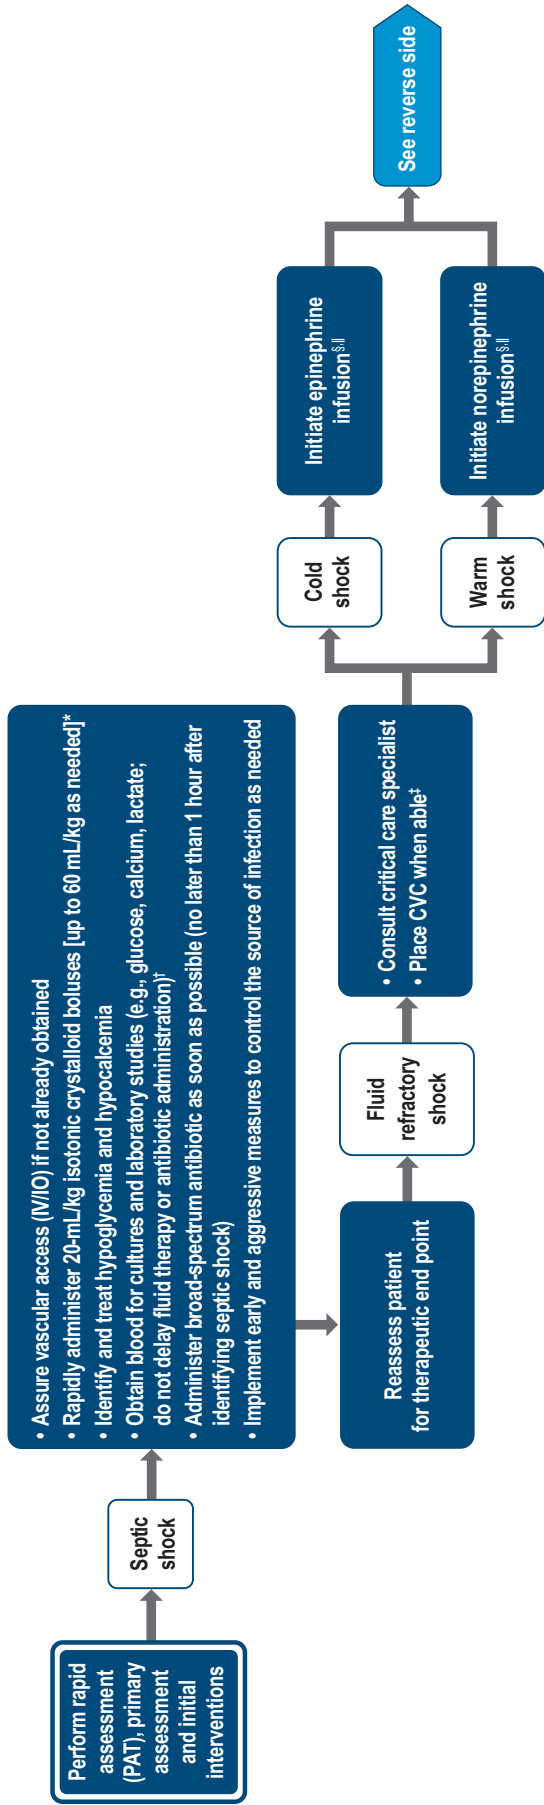 Perform rapid
assessment
(PAT), primary
assessment
and initial
interventions
Septic
shock
• Assure vascular access (IV/IO) if not already obtained
• Rapidly administer 20-mL/kg isotonic crystalloid boluses [up to 60 mL/kg as needed]*
• Identify and treat hypoglycemia and hypocalcemia
• Obtain blood for cultures and laboratory studies (e.g., glucose, calcium, lactate;
do not delay fluid therapy or antibiotic administration)†
• Administer broad-spectrum antibiotic as soon as possible (no later than 1 hour after
identifying septic shock)
• Implement early and aggressive measures to control the source of infection as needed
Reassess patient
for therapeutic end point
Fluid
refractory
shock
• Consult critical care specialist
• Place CVC when able‡
Cold
shock
Initiate epinephrine
infusion§,||
Warm
shock
Initiate norepinephrine
infusion§,||
See reverse side